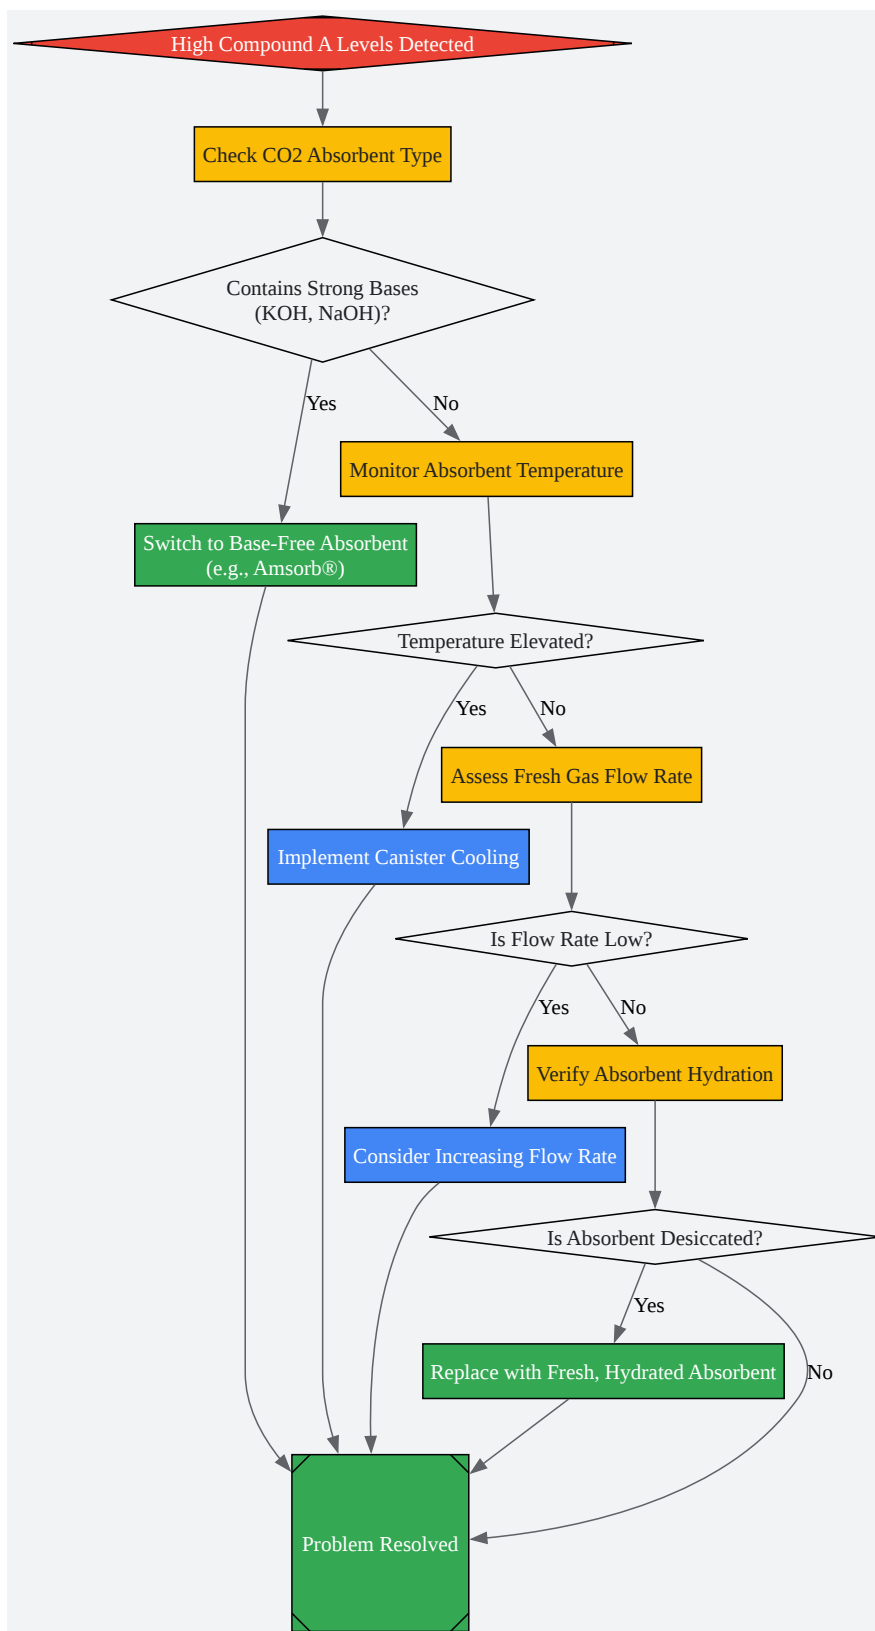 High Compound A Levels Detected
Check CO2 Absorbent Type
Contains Strong Bases
(KOH, NaOH)?
Yes
No
Monitor Absorbent Temperature
Switch to Base-Free Absorbent
(e.g., Amsorb®)
Temperature Elevated?
Yes
No
Assess Fresh Gas Flow Rate
Implement Canister Cooling
Is Flow Rate Low?
Yes
No
Verify Absorbent Hydration
Consider Increasing Flow Rate
Is Absorbent Desiccated?
Yes
Replace with Fresh, Hydrated Absorbent
No
Problem Resolved